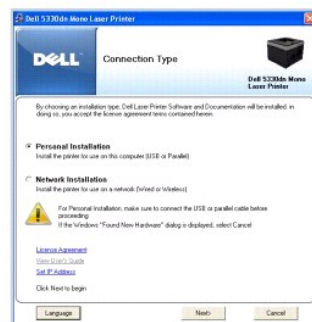 Dell 5330dn Mono Laser Printer
DELL
Connection Type
Dell 5330dn Mono
Laser Printer
By choosing an installation type, Dell Laser Printer Software and Documentation will be installed. in
doing so, you accept the license agreement terms contained herein.
Personal Installation
Install the printer for use on this computer (USB or Parallel)
Network Installation
Install the printer for use on a network (Wired or Wireless)
For Personal Installation, make sure to connect the USB or parallel cable before
proceeding
If the Windows "Found New Hardware" dialog is displayed, select Cancel
License Agreement
View User's Guide
Set IP Address
Click Next to begin
Language
Next>
Cancel